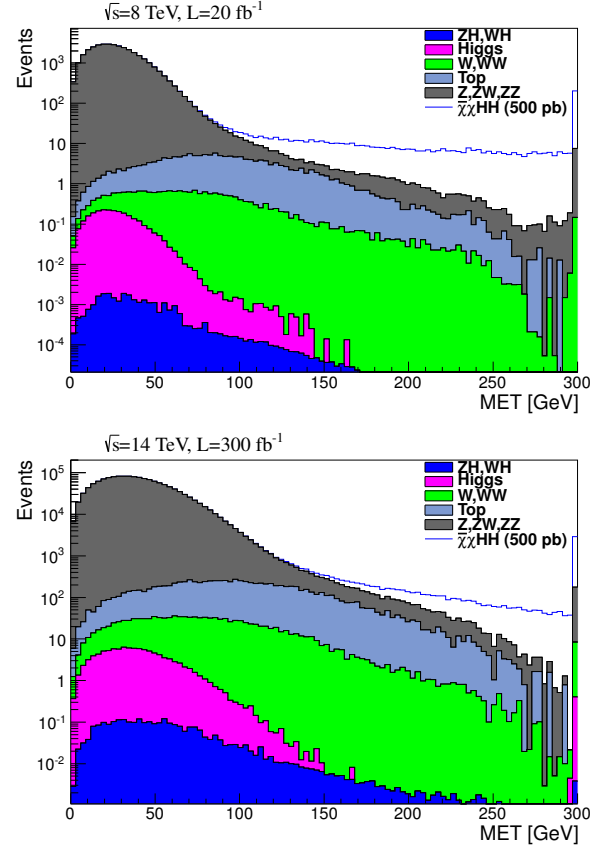 √s=8 TeV, L=20 fb⁻¹
Events
10³
10²
10
1
10⁻¹
10⁻²
10⁻³
10⁻⁴
ZH,WH
Higgs
W,WW
Top
Z,ZW,ZZ
χ̄χHH (500 pb)
0 50 100 150 200 250 300
MET [GeV]
√s=14 TeV, L=300 fb⁻¹
Events
10⁵
10⁴
10³
10²
10
1
10⁻¹
10⁻²
ZH,WH
Higgs
W,WW
Top
Z,ZW,ZZ
χ̄χHH (500 pb)
0 50 100 150 200 250 300
MET [GeV]